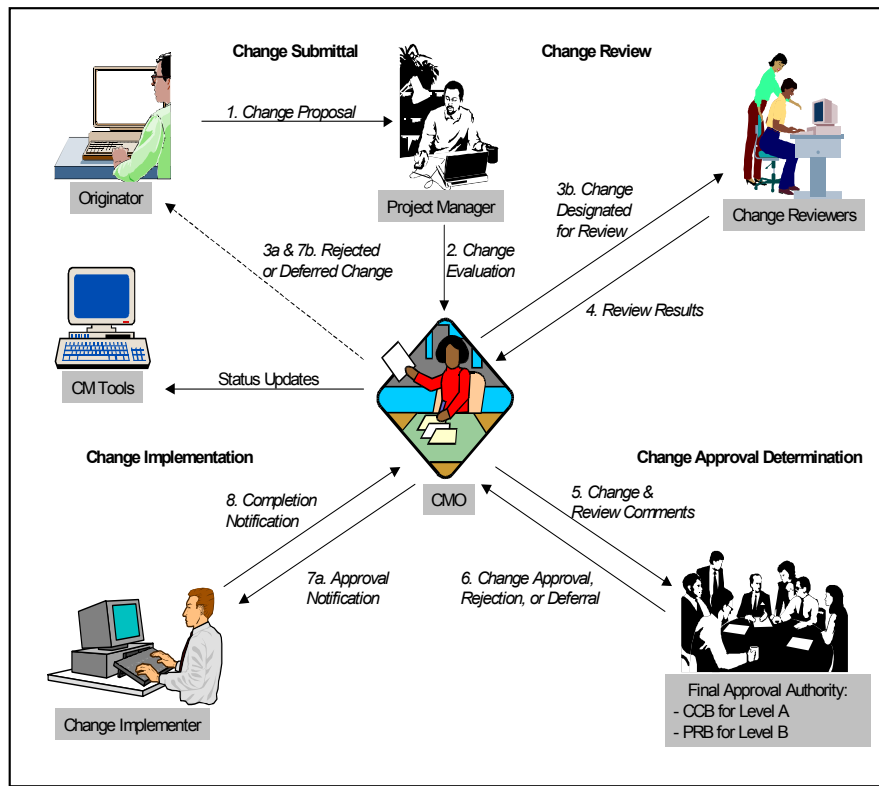 Change Submittal
Change Review
1. Change Proposal
Originator
Project Manager
Change Reviewers
3b. Change
Designated
for Review
3a & 7b. Rejected
or Deferred Change
2. Change
Evaluation
4. Review Results
CM Tools
Status Updates
Change Implementation
Change Approval Determination
CMO
8. Completion
Notification
5. Change &
Review Comments
7a. Approval
Notification
6. Change Approval,
Rejection, or Deferral
Change Implementer
Final Approval Authority:
- CCB for Level A
- PRB for Level B